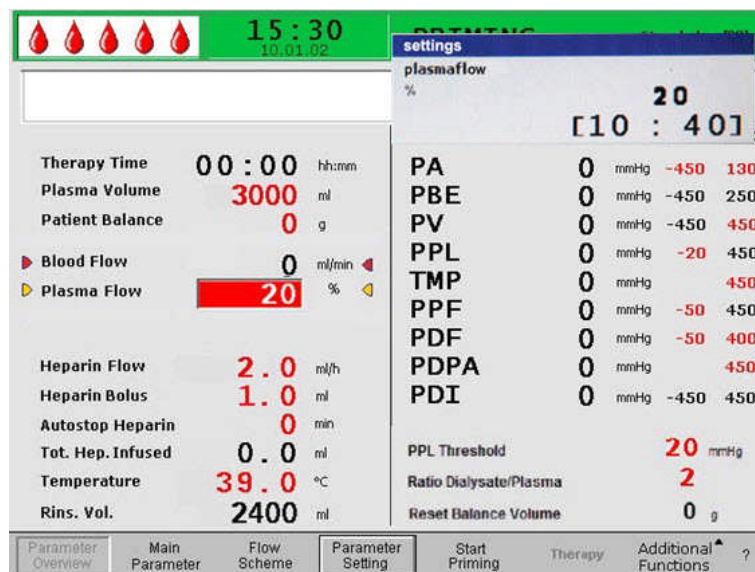 15:30
10.01.02
PRIMING
settings
plasmaflow
% 20
[10 : 40]
Therapy Time 00:00 hh:mm
Plasma Volume 3000 ml
Patient Balance 0 g
Blood Flow 0 ml/min
Plasma Flow 20 %
Heparin Flow 2.0 ml/h
Heparin Bolus 1.0 ml
Autostop Heparin 0 min
Tot. Hep. Infused 0.0 ml
Temperature 39.0 °C
Rins. Vol. 2400 ml
PA 0 mmHg -450 130
PBE 0 mmHg -450 250
PV 0 mmHg -450 450
PPL 0 mmHg -20 450
TMP 0 mmHg 450
PPF 0 mmHg -50 450
PDF 0 mmHg -50 400
PDPA 0 mmHg 450
PDI 0 mmHg -450 450
PPL Threshold 20 mmHg
Ratio Dialysate/Plasma 2
Reset Balance Volume 0 g
Parameter Overview
Main Parameter
Flow Scheme
Parameter Setting
Start Priming
Therapy
Additional Functions
?